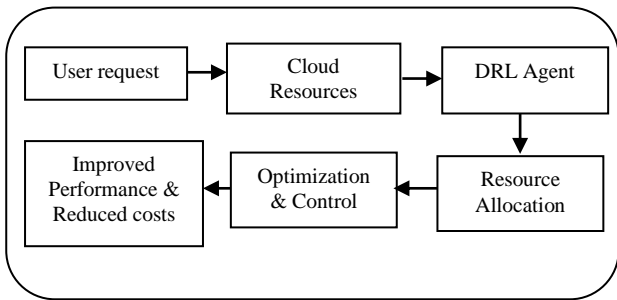 User request
Cloud
Resources
DRL Agent
Improved
Performance &
Reduced costs
Optimization
& Control
Resource
Allocation